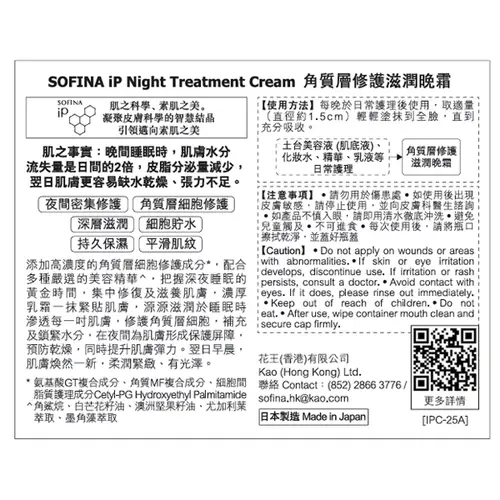 SOFINA iP Night Treatment Cream 角質層修護滋潤晚霜
SOFINA
iP
肌之科學、素肌之美。
凝聚皮膚科學的智慧結晶
引領邁向素肌之美
肌之事實：晚間睡眠時，肌膚水分
流失量是日間的2倍，皮脂分泌量減少，
翌日肌膚更容易缺水乾燥、張力不足。
夜間密集修護 角質層細胞修護
深層滋潤 細胞貯水
持久保濕 平滑肌紋
添加高濃度的角質層細胞修護成分*，配合
多種嚴選的美容精華^，把握深夜睡眠的
黃金時間，集中修復及滋養肌膚，濃厚
乳霜一抹緊貼肌膚，源源滋潤於睡眠時
滲透每一吋肌膚，修護角質層細胞，補充
及鎖緊水分，在夜間為肌膚形成保護屏障，
預防乾燥，同時提升肌膚彈力。翌日早晨，
肌膚煥然一新，柔潤緊緻、有光澤。
* 氨基酸GT複合成分、角質MF複合成分、細胞間
脂質護理成分Cetyl-PG Hydroxyethyl Palmitamide
^角鯊烷、白芒花籽油、澳洲堅果籽油、尤加利葉
萃取、墨角藻萃取
【使用方法】每晚於日常護理後使用，取適量
（直徑約1.5cm）輕輕塗抹到全臉，直到
充分吸收。
土台美容液（肌底液）、
化妝水、精華、乳液等
日常護理
角質層修護
滋潤晚霜
【注意事項】•請勿用於傷患處•如使用後出現
皮膚敏感，請停止使用，並向皮膚科醫生諮詢
•如產品不慎入眼，請即用清水徹底沖洗•避免
兒童觸及•不可進食•每次使用後，請將瓶口
擦拭乾淨，並蓋好瓶蓋
【Caution】• Do not apply on wounds or areas
with abnormalities. • If skin or eye irritation
develops, discontinue use. If irritation or rash
persists, consult a doctor. • Avoid contact with
eyes. If it does, please rinse out immediately.
• Keep out of reach of children. • Do not
eat. • After use, wipe container mouth clean and
secure cap firmly.
花王(香港)有限公司
Kao (Hong Kong) Ltd.
聯絡 Contact：(852) 2866 3776 /
sofina.hk@kao.com
日本製造 Made in Japan
更多詳情
[IPC-25A]